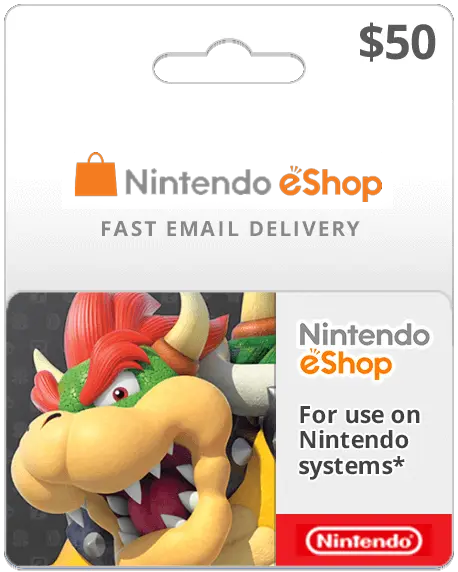 $50
Nintendo eShop
FAST EMAIL DELIVERY
Nintendo
eShop
For use on
Nintendo
systems*
Nintendo